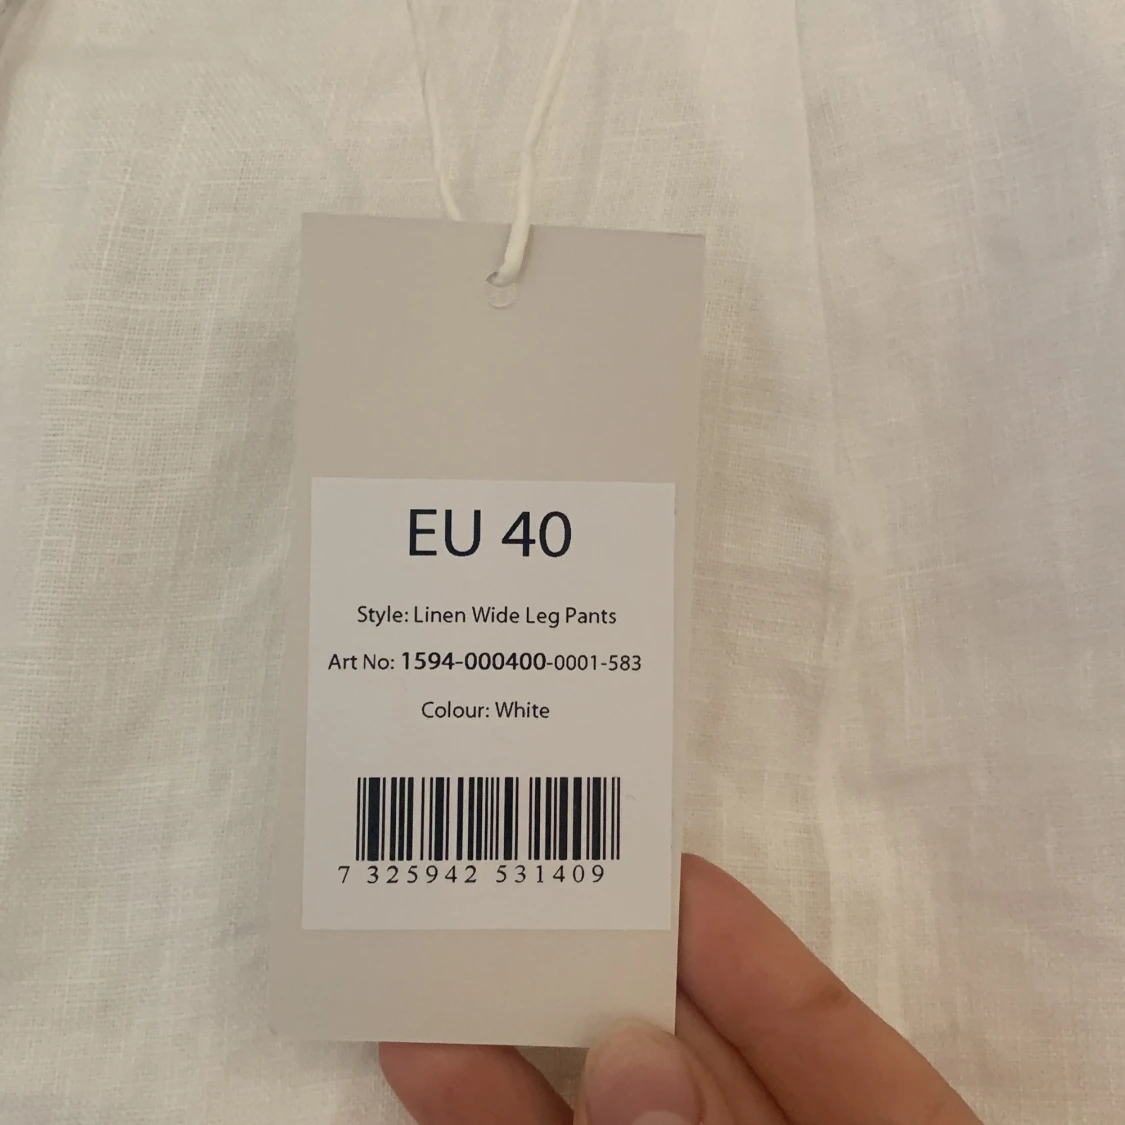 EU 40
Style: Linen Wide Leg Pants
Art No: 1594-000400-0001-583
Colour: White
7 325942 531409